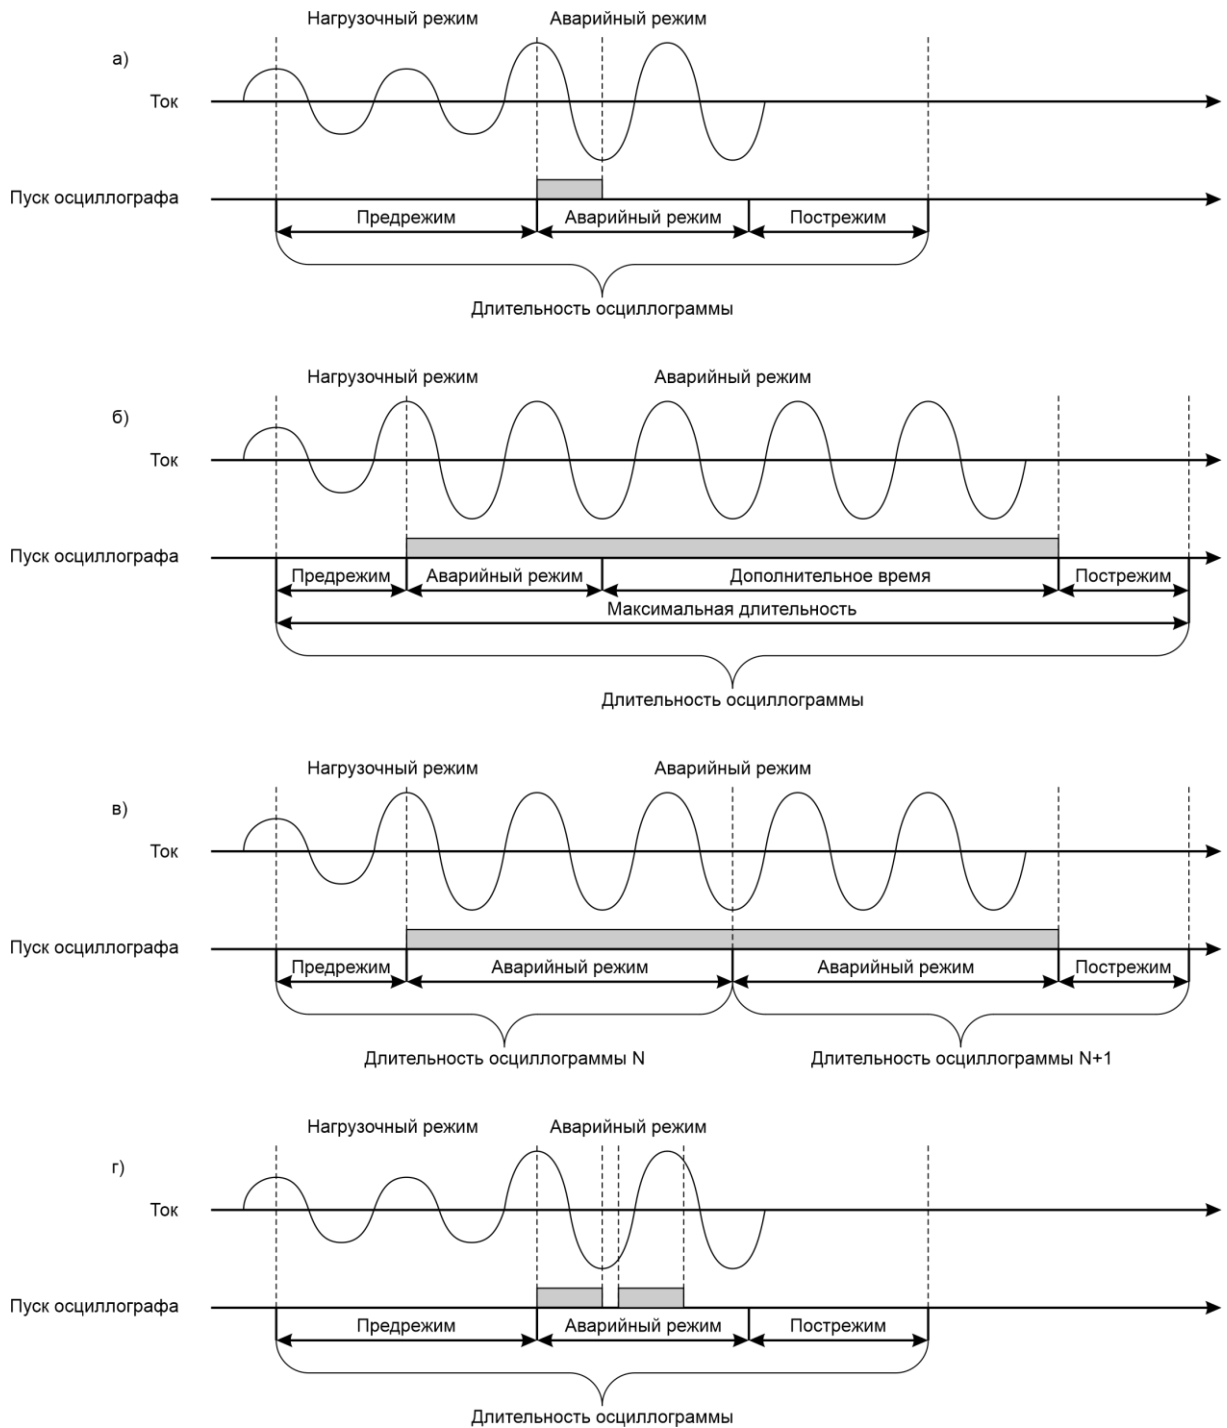 Нагрузочный режим Аварийный режим
а)
Ток
Пуск осциллографа
Предрежим Аварийный режим Пострежим
Длительность осциллограммы
Нагрузочный режим Аварийный режим
б)
Ток
Пуск осциллографа
Предрежим Аварийный режим Дополнительное время Пострежим
Максимальная длительность
Длительность осциллограммы
Нагрузочный режим Аварийный режим
в)
Ток
Пуск осциллографа
Предрежим Аварийный режим Аварийный режим Пострежим
Длительность осциллограммы N Длительность осциллограммы N+1
Нагрузочный режим Аварийный режим
г)
Ток
Пуск осциллографа
Предрежим Аварийный режим Пострежим
Длительность осциллограммы